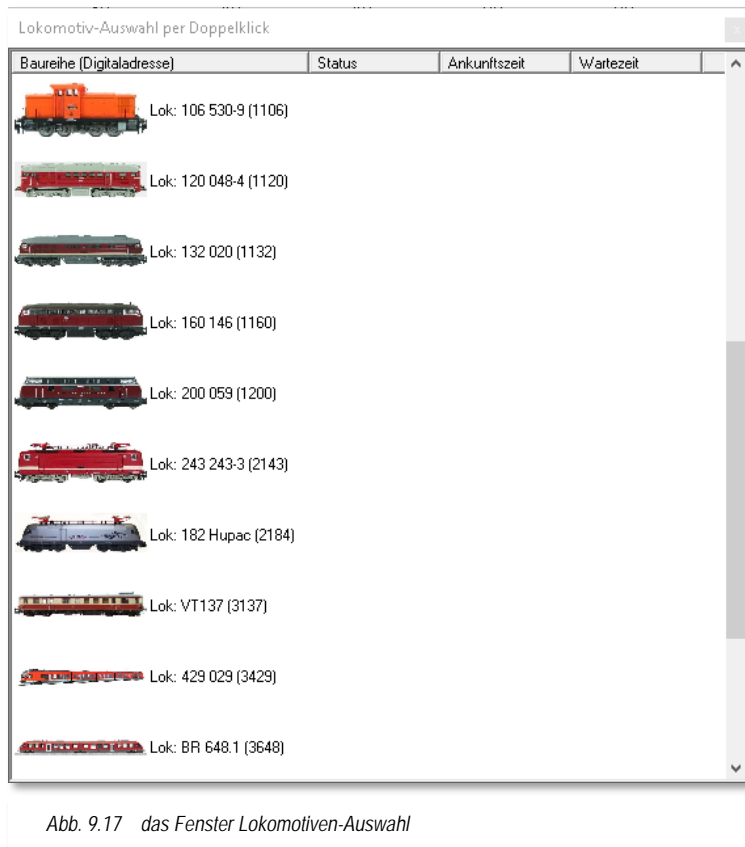 Lokomotiv-Auswahl per Doppelklick
Baureihe (Digitaladresse) Status Ankunftszeit Wartezeit
Lok: 106 530-9 (1106)
Lok: 120 048-4 (1120)
Lok: 132 020 (1132)
Lok: 160 146 (1160)
Lok: 200 059 (1200)
Lok: 243 243-3 (2143)
Lok: 182 Hupac (2184)
Lok: VT137 (3137)
Lok: 429 029 (3429)
Lok: BR 648.1 (3648)
Abb. 9.17 das Fenster Lokomotiven-Auswahl